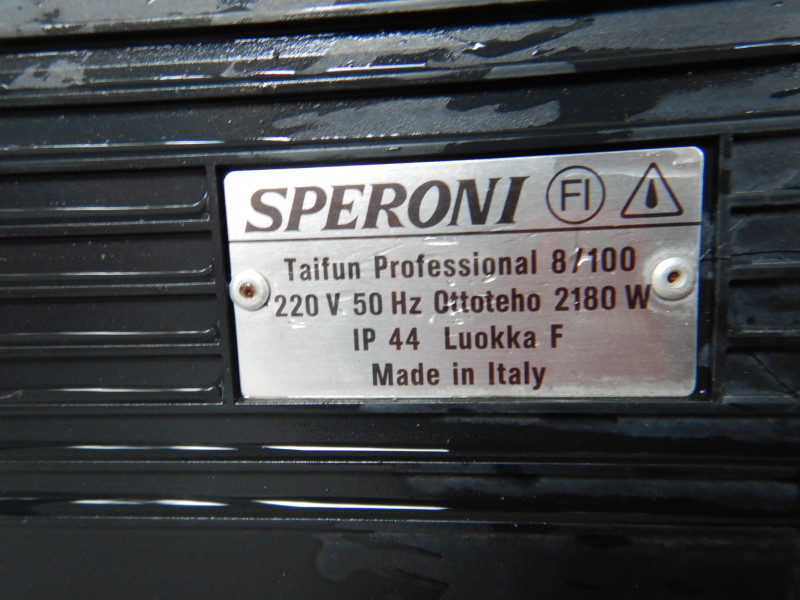 SPERONI FI
Taifun Professional 8/100
220 V 50 Hz Ottoteho 2180 W
IP 44 Luokka F
Made in Italy